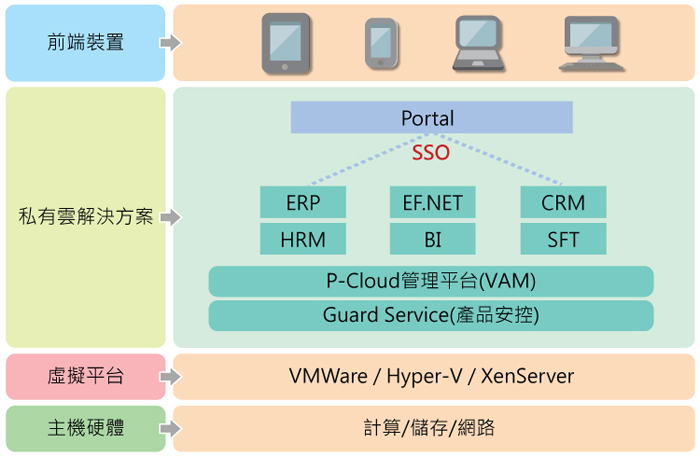 前端裝置
私有雲解決方案
Portal
SSO
ERP
EF.NET
CRM
HRM
BI
SFT
P-Cloud管理平台(VAM)
Guard Service(產品安控)
虛擬平台
VMWare / Hyper-V / XenServer
主機硬體
計算/儲存/網路